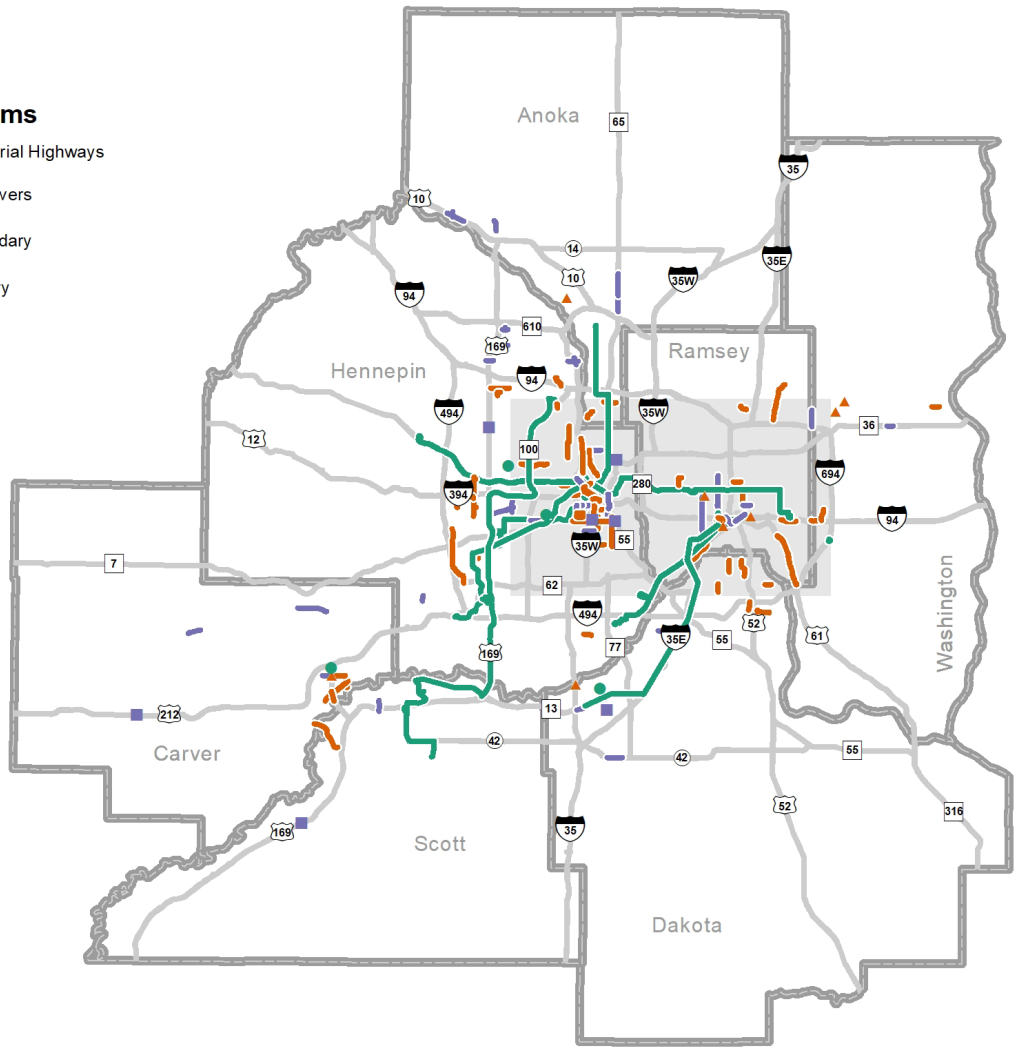 ms
rial Highways
vers
dary
y
Anoka
65
35
10
14
35E
10
35W
94
610
Ramsey
169
Hennepin
94
494
35W
36
12
100
694
280
394
94
35W
55
7
62
Washington
494
52
61
35E
55
77
169
212
13
42
55
42
Carver
52
316
169
35
Scott
Dakota